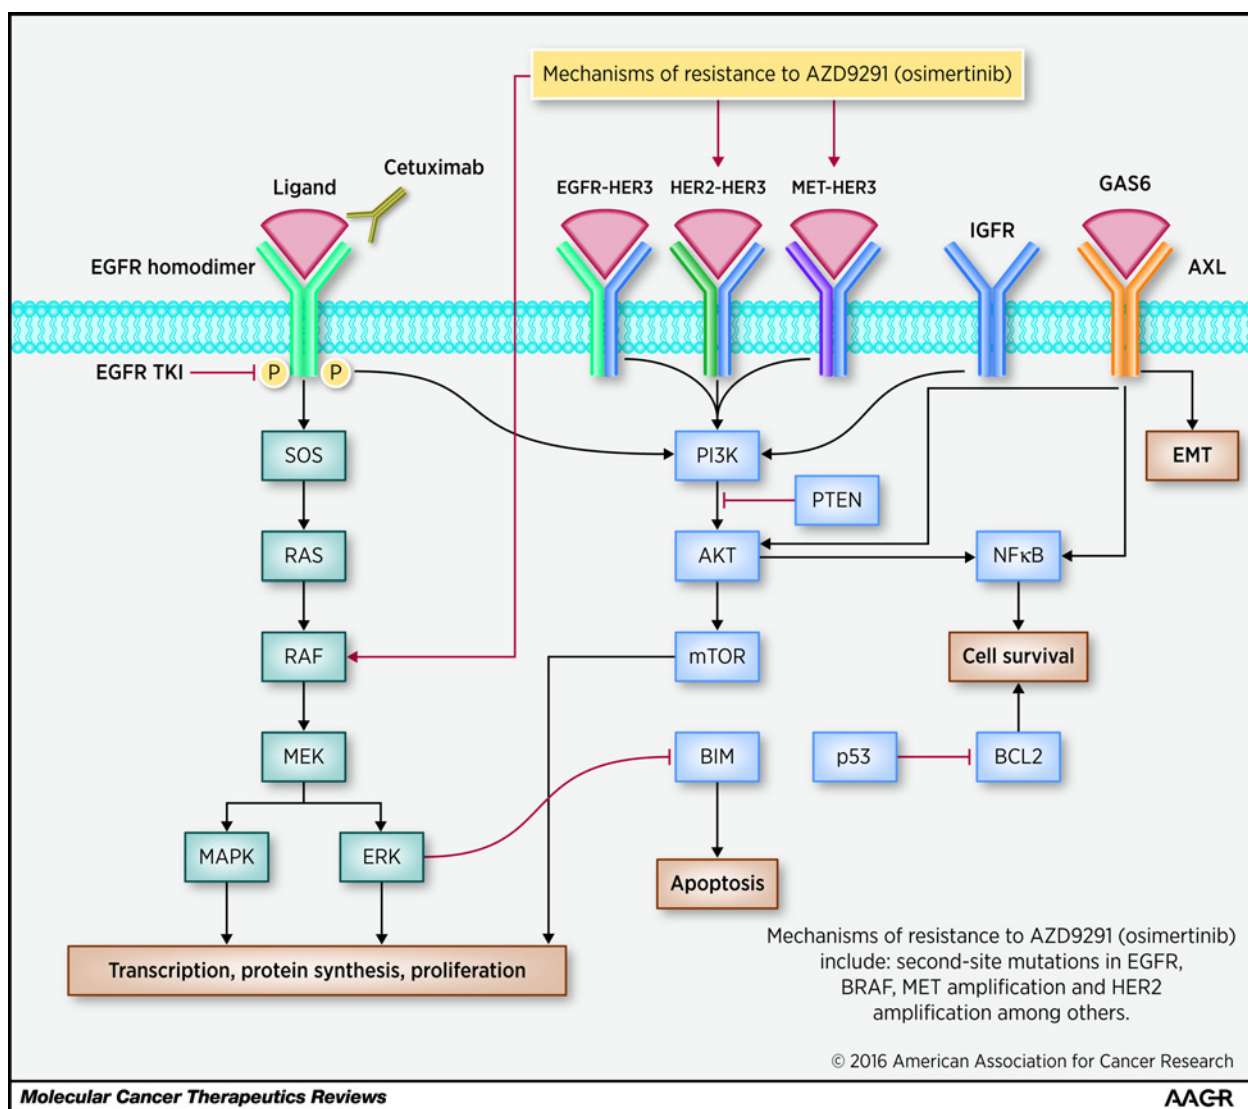 Mechanisms of resistance to AZD9291 (osimertinib)
Cetuximab
Ligand
EGFR-HER3
HER2-HER3
MET-HER3
GAS6
IGFR
EGFR homodimer
AXL
EGFR TKI
P
P
SOS
PI3K
EMT
PTEN
RAS
AKT
NFκB
RAF
mTOR
Cell survival
MEK
BIM
p53
BCL2
MAPK
ERK
Apoptosis
Transcription, protein synthesis, proliferation
Mechanisms of resistance to AZD9291 (osimertinib)
include: second-site mutations in EGFR,
BRAF, MET amplification and HER2
amplification among others.
© 2016 American Association for Cancer Research
Molecular Cancer Therapeutics Reviews
AACR